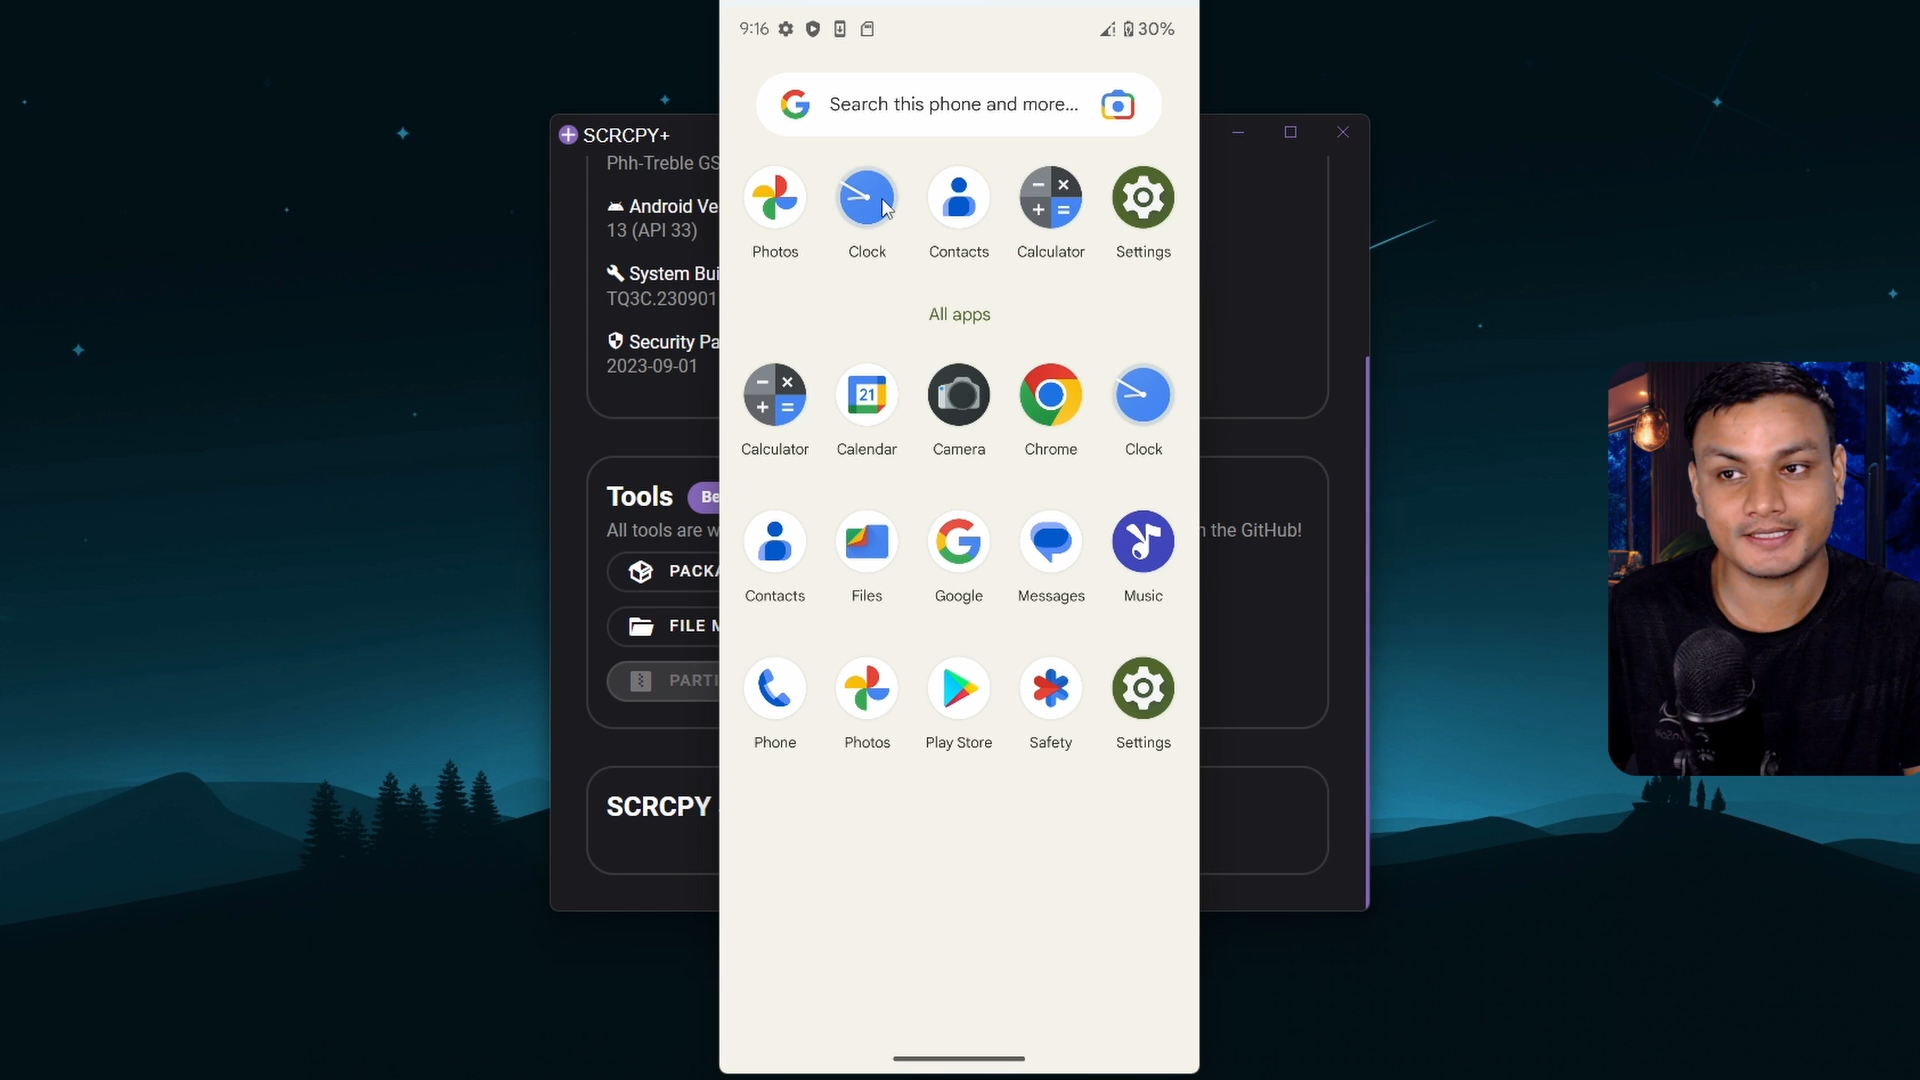 9:16
30%
Search this phone and more...
SCRCPY+
Phh-Treble GS
Android Ve
13 (API 33)
System Bui
TQ3C.230901
Security Pa
2023-09-01
Photos
Clock
Contacts
Calculator
Settings
All apps
Calculator
Calendar
21
Camera
Chrome
Clock
Tools
Be
All tools are w
n the GitHub!
PACKA
FILE M
PARTI
Contacts
Files
Google
Messages
Music
Phone
Photos
Play Store
Safety
Settings
SCRCPY